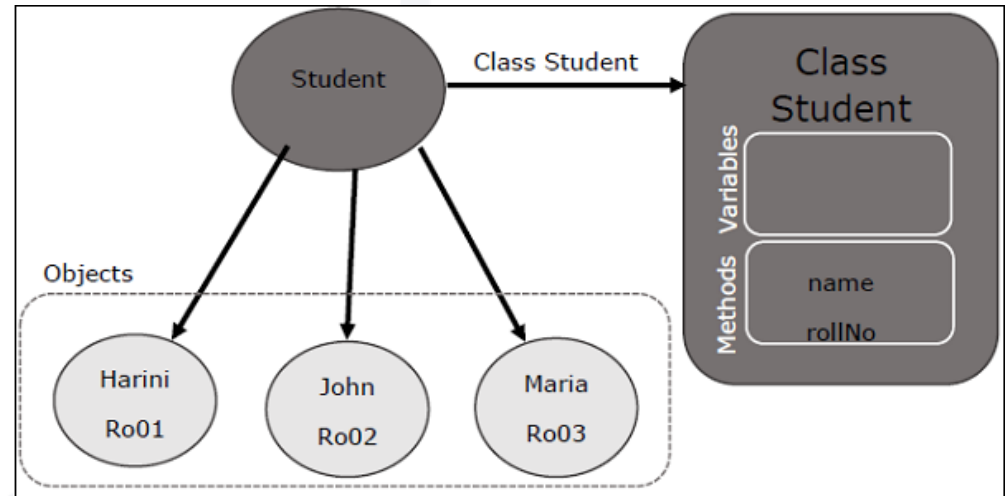 Student
Class Student
Class
Student
Variables
Methods
name
rollNo
Objects
Harini
Ro01
John
Ro02
Maria
Ro03